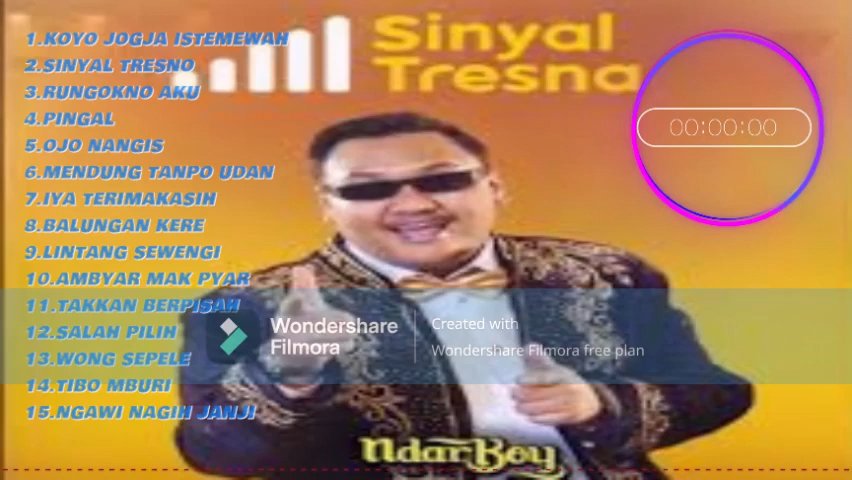 Sinyal
Tresna
1.KOYO JOGJA ISTEMEWAH
2.SINYAL TRESNO
3.RUNGOKNO AKU
4.PINGAL
5.OJO NANGIS
6.MENDUNG TANPO UDAN
7.IYA TERIMAKASIH
8.BALUNGAN KERE
9.LINTANG SEWENGI
10.AMBYAR MAK PYAR
11.TAKKAN BERPISAH
12.SALAH PILIH
13.WONG SEPELE
14.TIBO MBURI
15.NGAWI NAGIH JANJI
00:00:00
Wondershare
Filmora
Created with
Wondershare Filmora free plan
NdarBoy